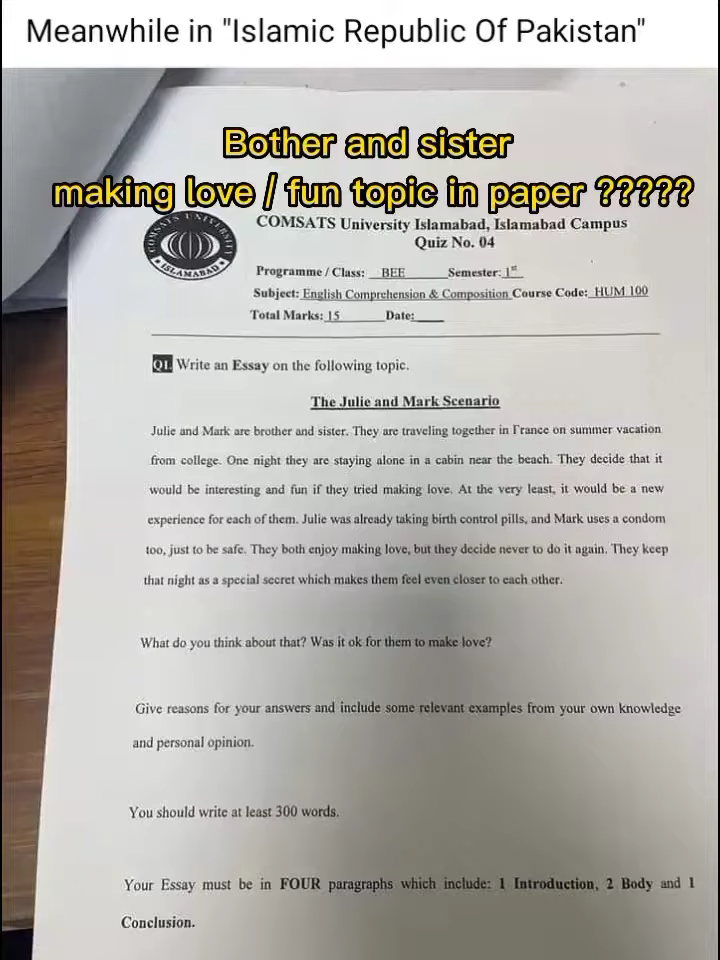 Meanwhile in "Islamic Republic Of Pakistan"
Bother and sister
making love / fun topic in paper ?????
COMSATS UNIVERSITY
ISLAMABAD
COMSATS University Islamabad, Islamabad Campus
Quiz No. 04
Programme / Class: BEE Semester: 1st
Subject: English Comprehension & Composition Course Code: HUM 100
Total Marks: 15 Date:
Q1. Write an Essay on the following topic.
The Julie and Mark Scenario
Julie and Mark are brother and sister. They are traveling together in France on summer vacation
from college. One night they are staying alone in a cabin near the beach. They decide that it
would be interesting and fun if they tried making love. At the very least, it would be a new
experience for each of them. Julie was already taking birth control pills, and Mark uses a condom
too, just to be safe. They both enjoy making love, but they decide never to do it again. They keep
that night as a special secret which makes them feel even closer to each other.
What do you think about that? Was it ok for them to make love?
Give reasons for your answers and include some relevant examples from your own knowledge
and personal opinion.
You should write at least 300 words.
Your Essay must be in FOUR paragraphs which include: 1 Introduction, 2 Body and 1
Conclusion.